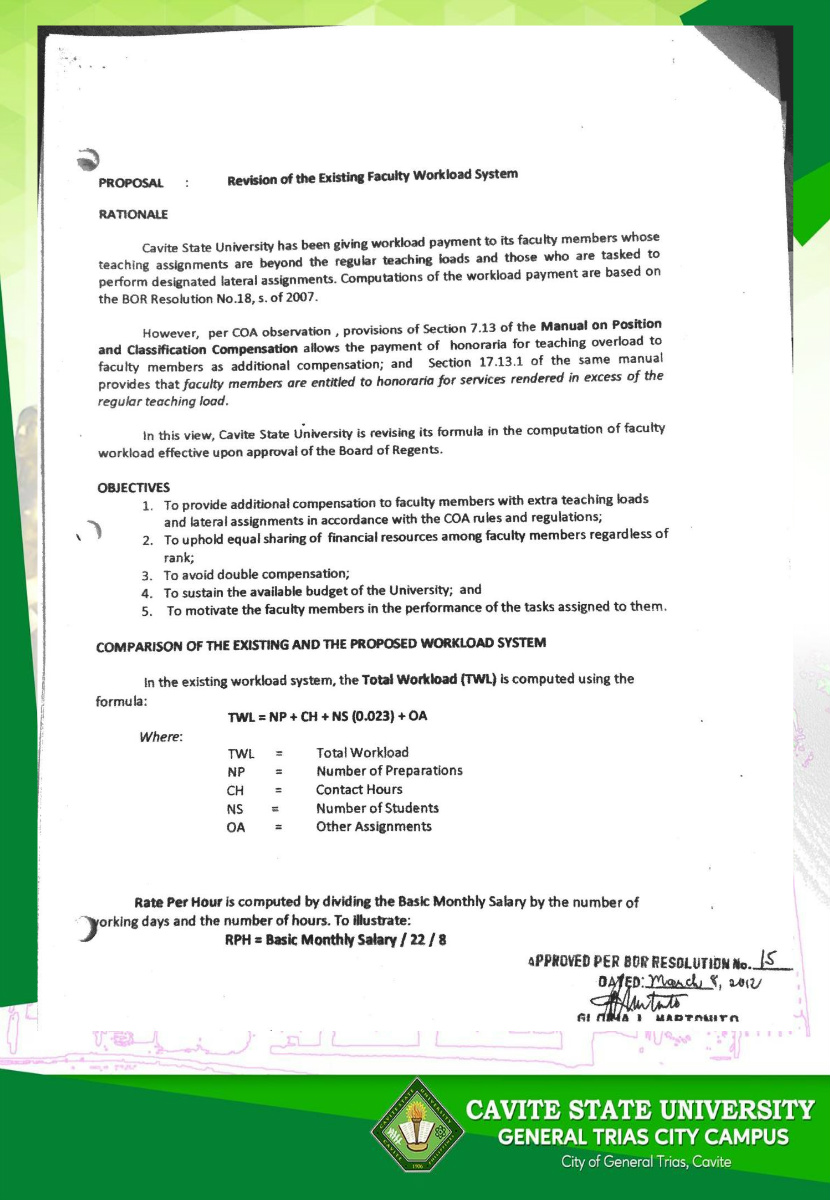 PROPOSAL : Revision of the Existing Faculty Workload System
RATIONALE
Cavite State University has been giving workload payment to its faculty members whose
teaching assignments are beyond the regular teaching loads and those who are tasked to
perform designated lateral assignments. Computations of the workload payment are based on
the BOR Resolution No.18, s. of 2007.
However, per COA observation , provisions of Section 7.13 of the Manual on Position
and Classification Compensation allows the payment of honoraria for teaching overload to
faculty members as additional compensation; and Section 17.13.1 of the same manual
provides that faculty members are entitled to honoraria for services rendered in excess of the
regular teaching load.
In this view, Cavite State University is revising its formula in the computation of faculty
workload effective upon approval of the Board of Regents.
OBJECTIVES
1. To provide additional compensation to faculty members with extra teaching loads
and lateral assignments in accordance with the COA rules and regulations;
2. To uphold equal sharing of financial resources among faculty members regardless of
rank;
3. To avoid double compensation;
4. To sustain the available budget of the University; and
5. To motivate the faculty members in the performance of the tasks assigned to them.
COMPARISON OF THE EXISTING AND THE PROPOSED WORKLOAD SYSTEM
In the existing workload system, the Total Workload (TWL) is computed using the
formula:
TWL = NP + CH + NS (0.023) + OA
Where:
TWL = Total Workload
NP = Number of Preparations
CH = Contact Hours
NS = Number of Students
OA = Other Assignments
Rate Per Hour is computed by dividing the Basic Monthly Salary by the number of
orking days and the number of hours. To illustrate:
RPH = Basic Monthly Salary / 22 / 8
APPROVED PER BOR RESOLUTION No. 15
DATED: March 8, 2012
CAVITE STATE UNIVERSITY
GENERAL TRIAS CITY CAMPUS
City of General Trias, Cavite
CAVITE STATE UNIVERSITY
CAVITE PHILIPPINES
1906